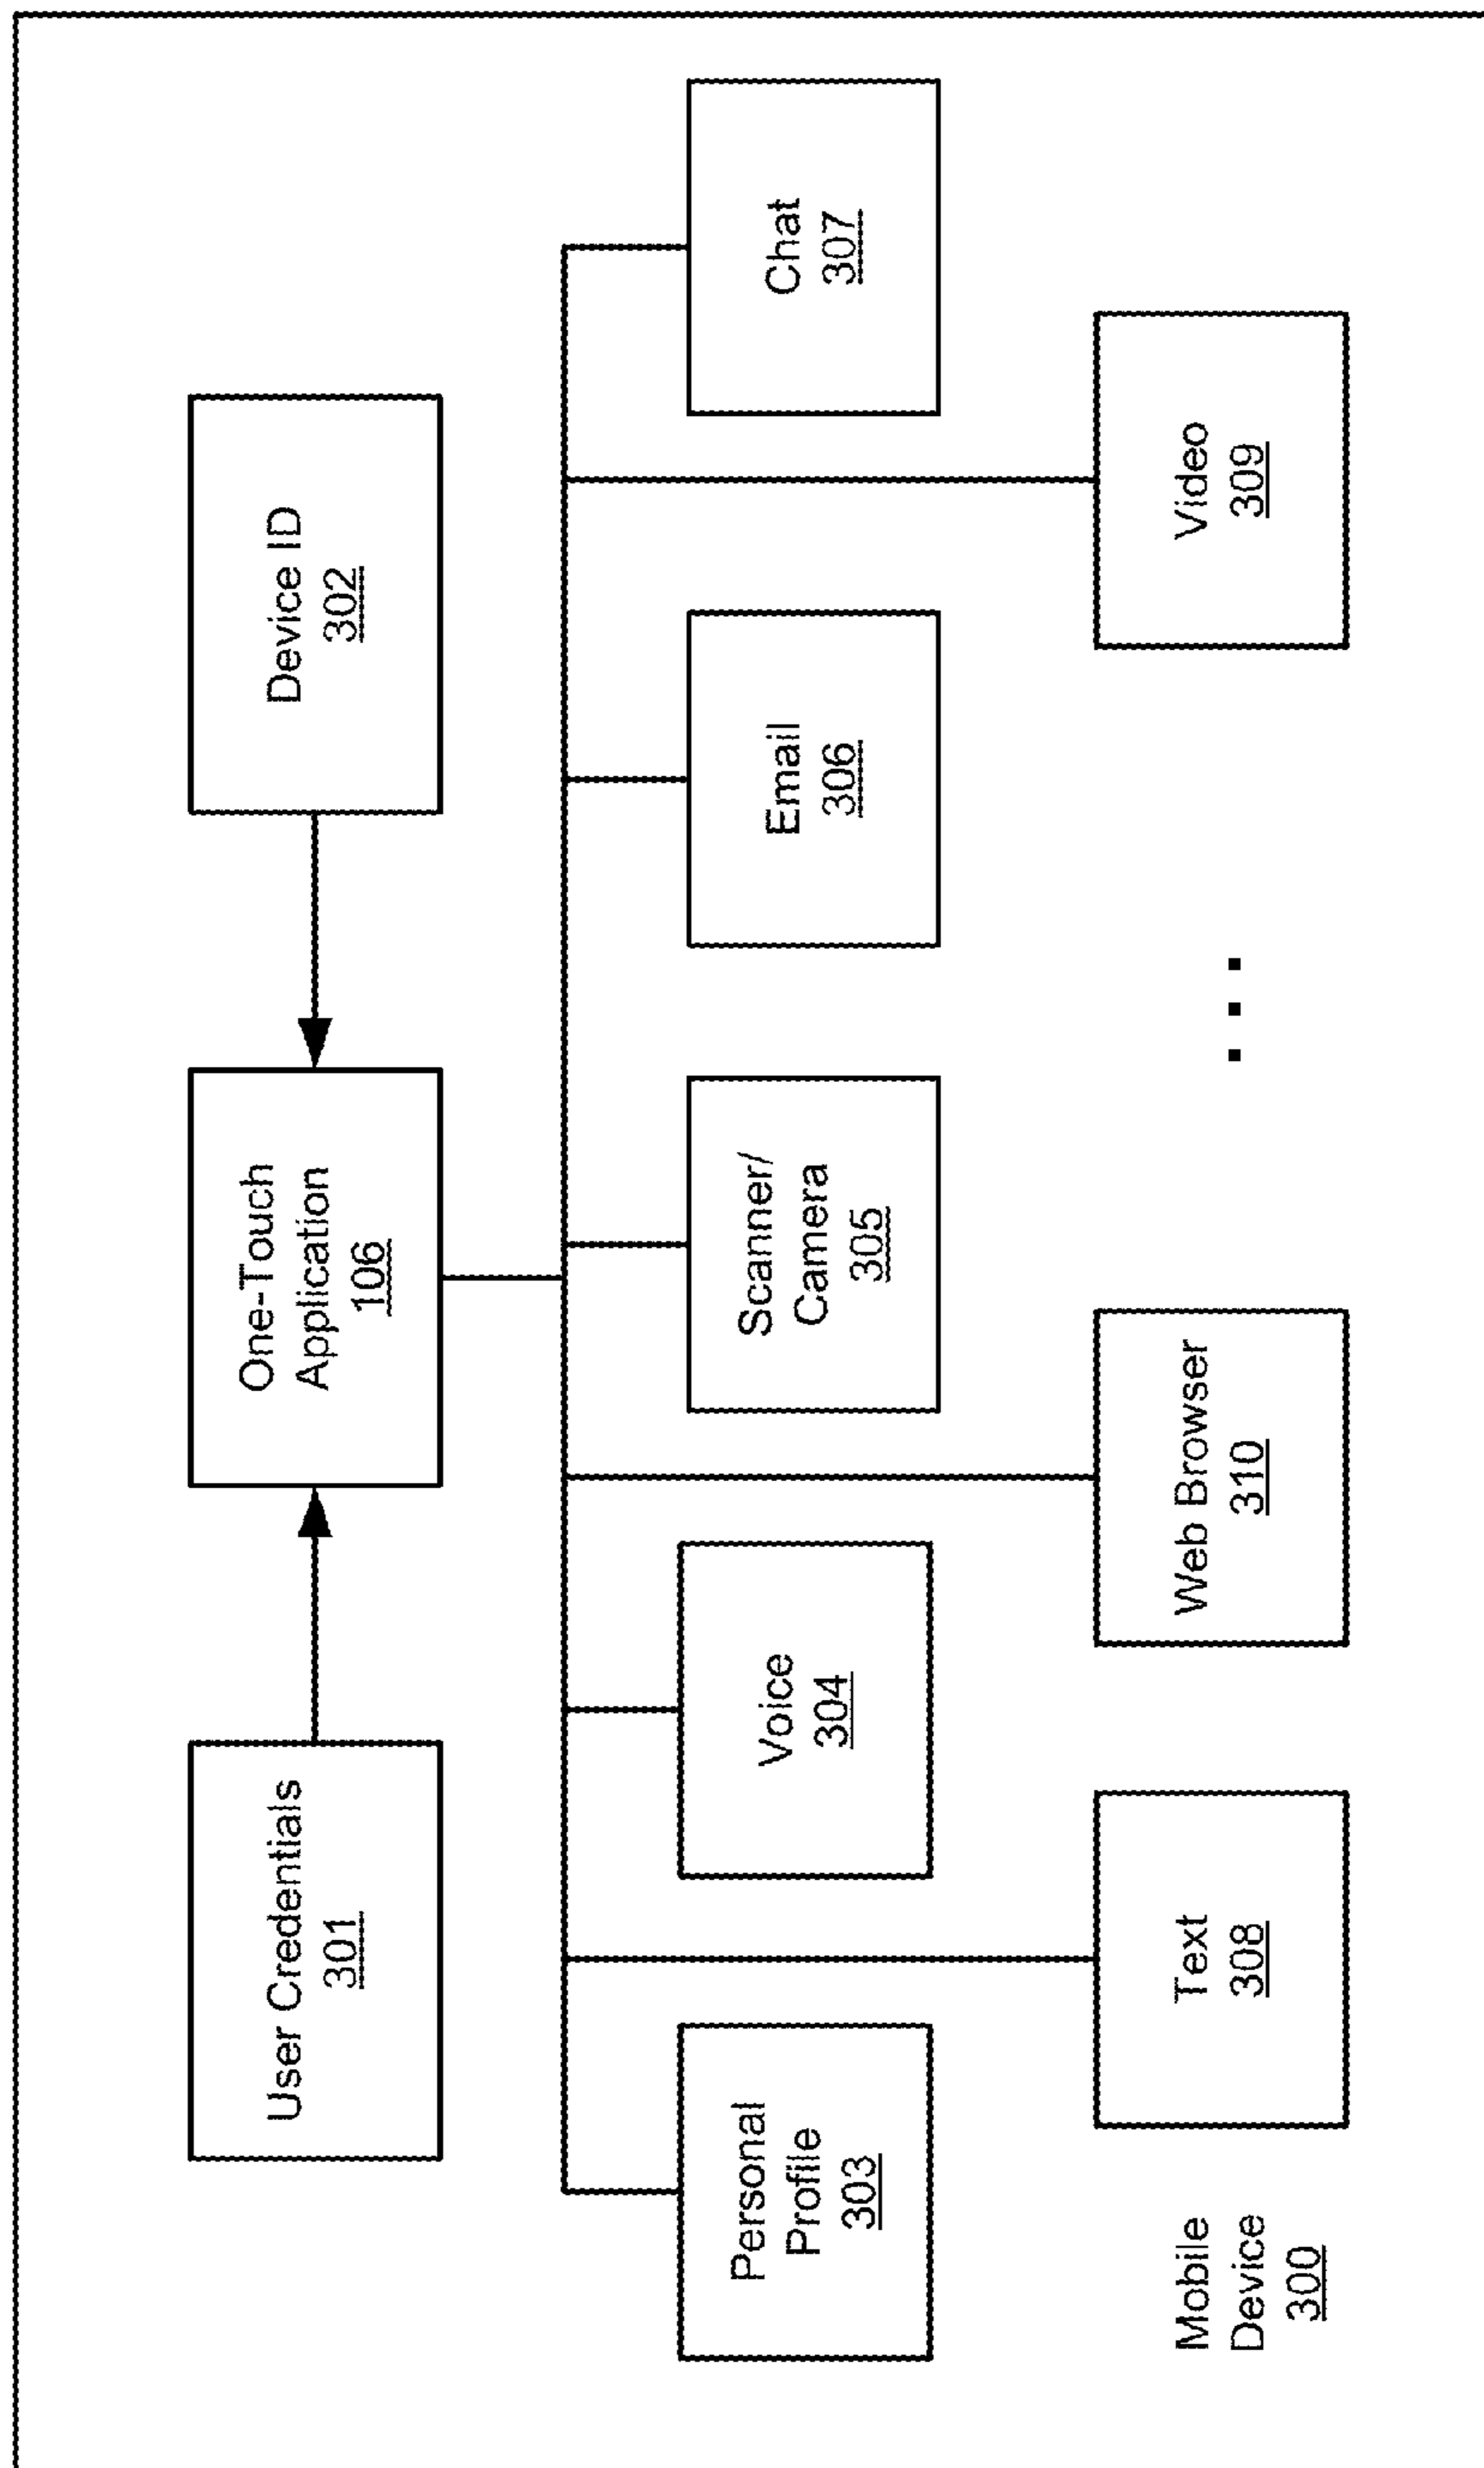 User Credentials
301
One-Touch
Application
106
Device ID
302
Personal
Profile
303
Voice
304
Scanner/
Camera
305
Email
306
Chat
307
Mobile
Device
300
Text
308
Web Browser
310
. . .
Video
309